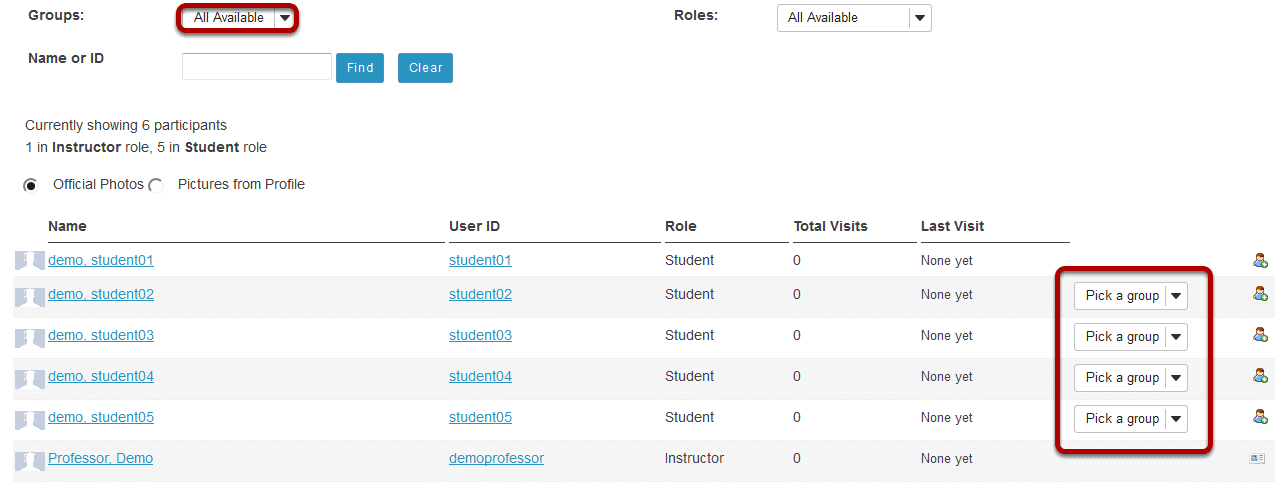 Groups: All Available Roles: All Available
Name or ID Find Clear
Currently showing 6 participants
1 in Instructor role, 5 in Student role
Official Photos Pictures from Profile
Name User ID Role Total Visits Last Visit
demo, student01 student01 Student 0 None yet
demo, student02 student02 Student 0 None yet Pick a group
demo, student03 student03 Student 0 None yet Pick a group
demo, student04 student04 Student 0 None yet Pick a group
demo, student05 student05 Student 0 None yet Pick a group
Professor, Demo demoprofessor Instructor 0 None yet